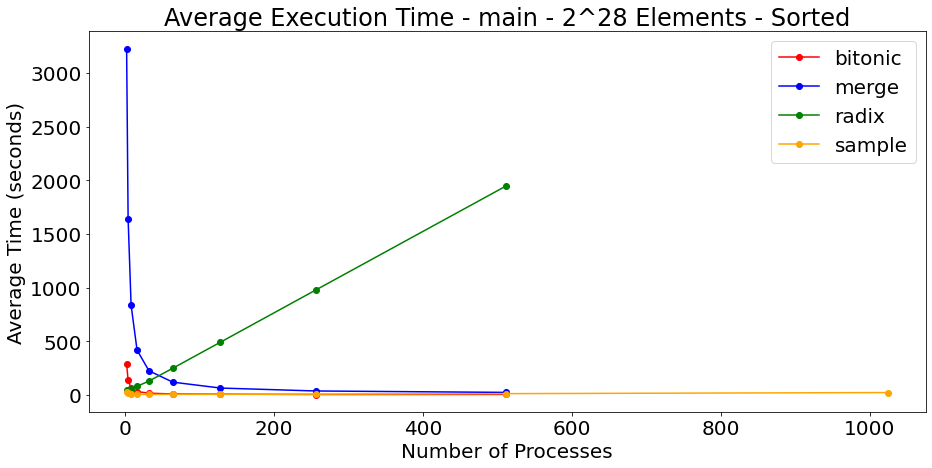 Average Execution Time - main - 2^28 Elements - Sorted
bitonic
merge
radix
sample
Average Time (seconds)
3000
2500
2000
1500
1000
500
0
0 200 400 600 800 1000
Number of Processes